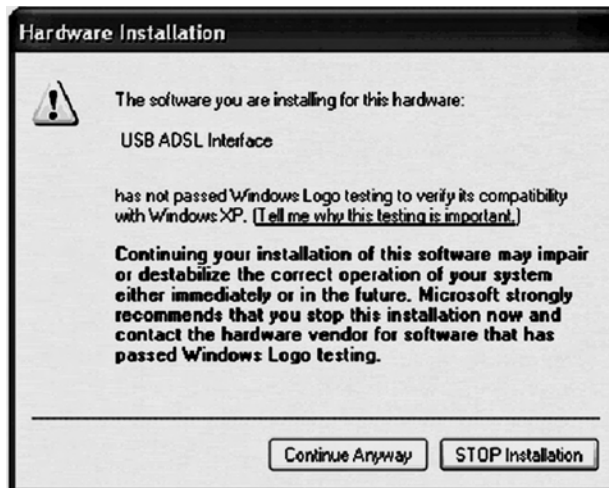 Hardware Installation
The software you are installing for this hardware:
USB ADSL Interface
has not passed Windows Logo testing to verify its compatibility
with Windows XP. (Tell me why this testing is important.)
Continuing your installation of this software may impair
or destabilize the correct operation of your system
either immediately or in the future. Microsoft strongly
recommends that you stop this installation now and
contact the hardware vendor for software that has
passed Windows Logo testing.
Continue Anyway
STOP Installation